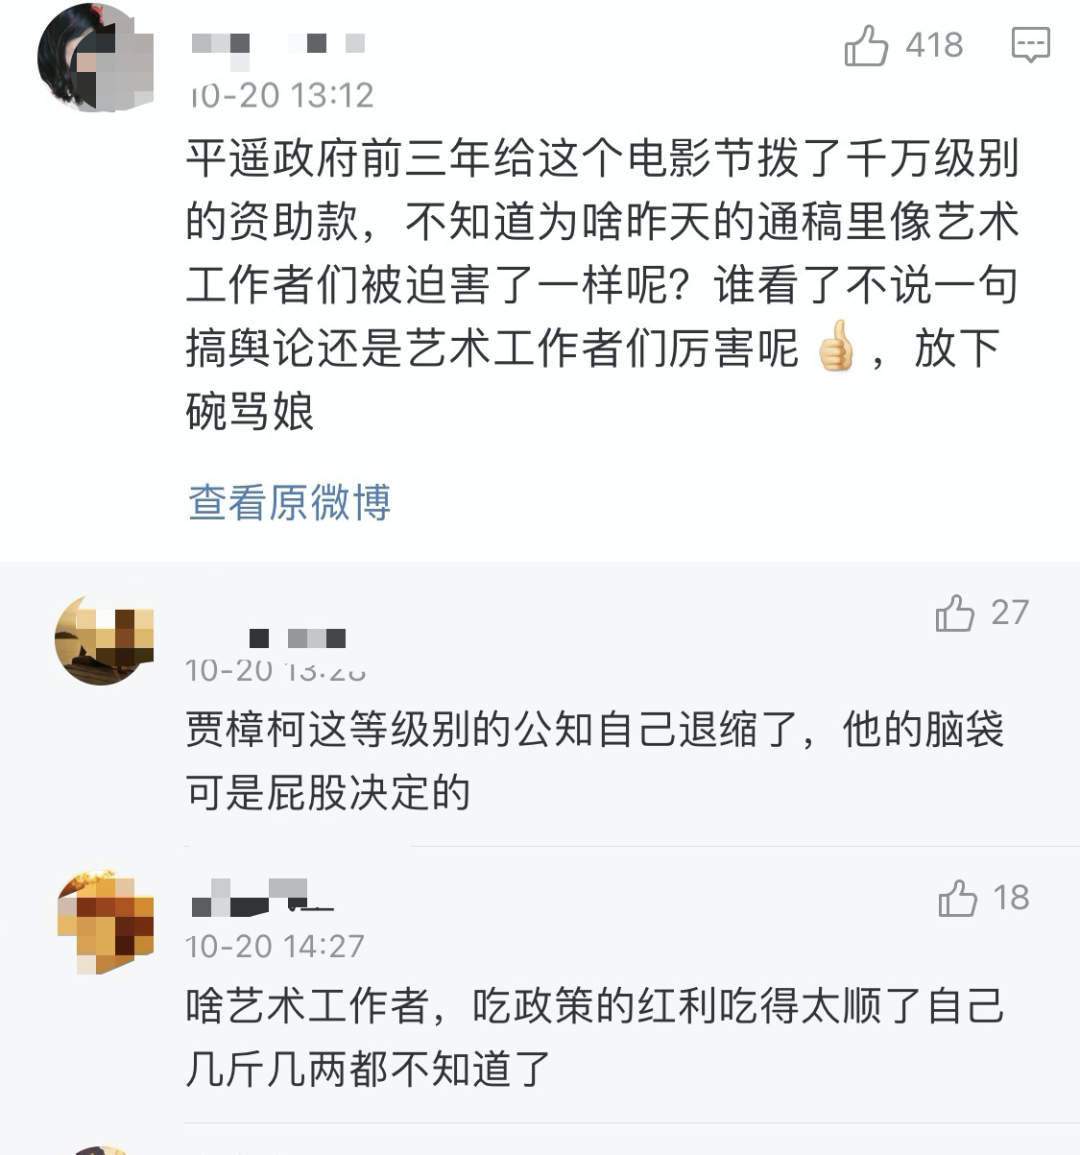 418
10-20 13:12
平遥政府前三年给这个电影节拨了千万级别
的资助款，不知道为啥昨天的通稿里像艺术
工作者们被迫害了一样呢？谁看了不说一句
搞舆论还是艺术工作者们厉害呢👍，放下
碗骂娘
查看原微博
27
10-20 13:28
贾樟柯这等级别的公知自己退缩了，他的脑袋
可是屁股决定的
18
10-20 14:27
啥艺术工作者，吃政策的红利吃得太顺了自己
几斤几两都不知道了